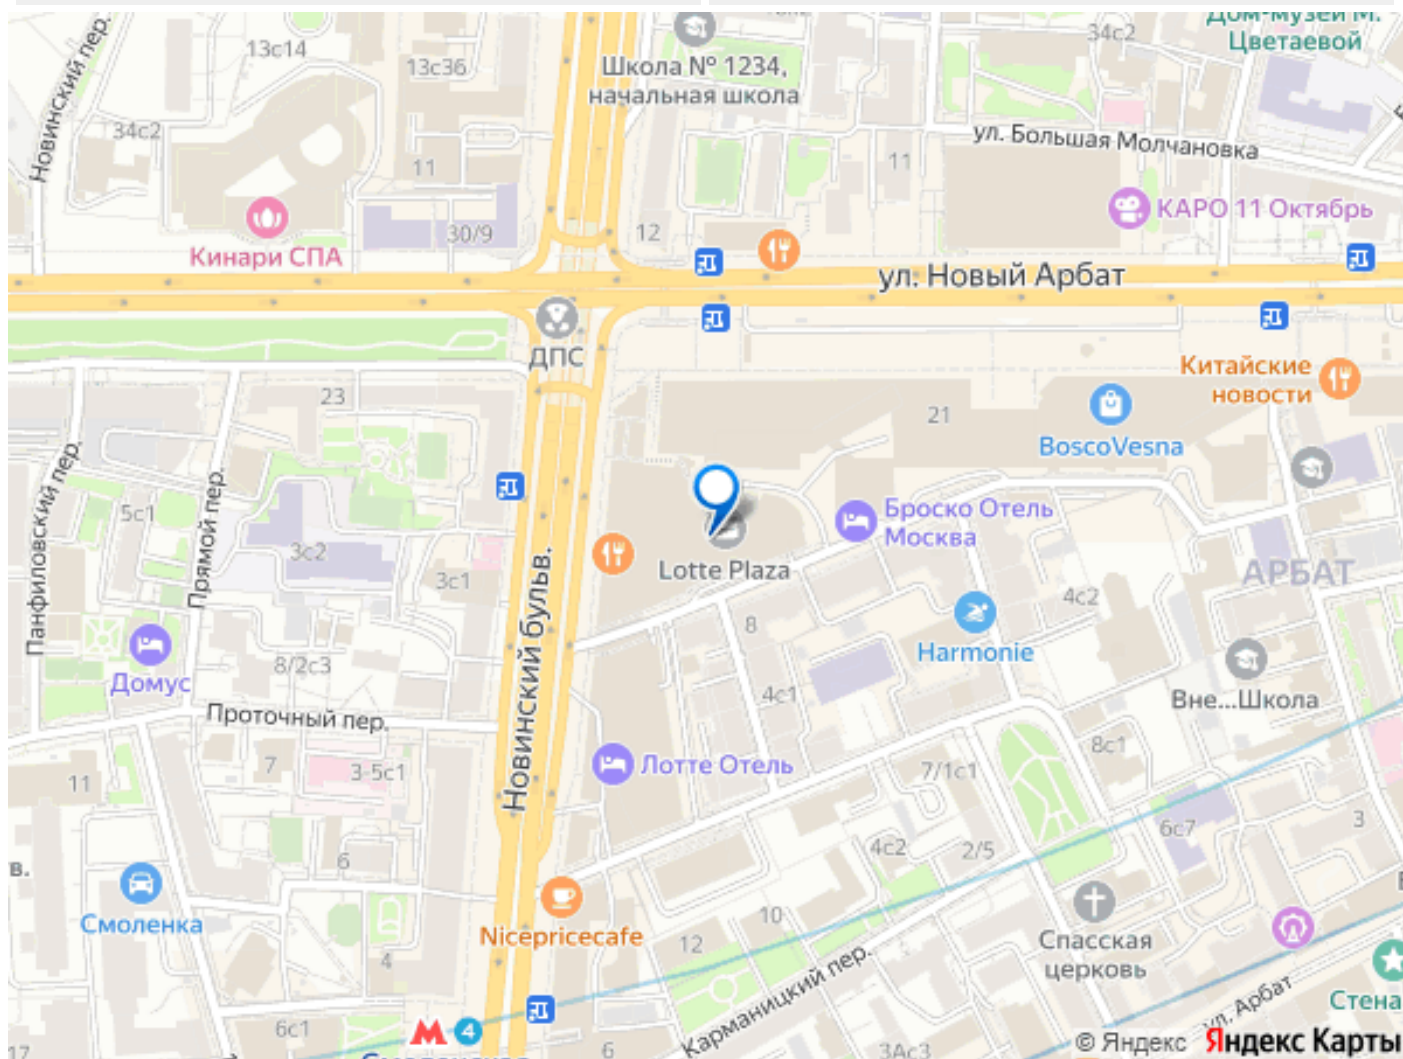 Дом-музей М.
Цветаевой
Новинский пер.
13с14
13с36
34с2
Школа № 1234,
начальная школа
34с2
ул. Большая Молчановка
11
11
КАРО 11 Октябрь
30/9
12
Кинари СПА
ул. Новый Арбат
ДПС
Китайские
новости
23
21
BoscoVesna
Панфиловский пер.
Прямой пер.
5с1
Броско Отель
Москва
3с2
3с1
Lotte Plaza
АРБАТ
4с2
8
Новинский бульв.
Harmonie
8/2с3
Домус
4с1
Вне...Школа
Проточный пер.
8с1
7
3-5с1
Лотте Отель
7/1с1
11
6с7
3
6
4с2
2/5
в.
Смоленка
10
Nicepricecafe
12
Спасская
церковь
4
Карманицкий пер.
ул. Арбат
Стена
6с1
4
17
6
3Ас3
© Яндекс Яндекс Карты